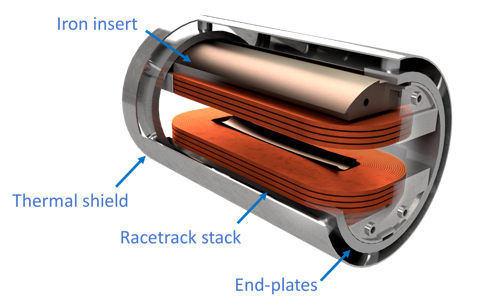 Iron insert
Thermal shield
Racetrack stack
End-plates